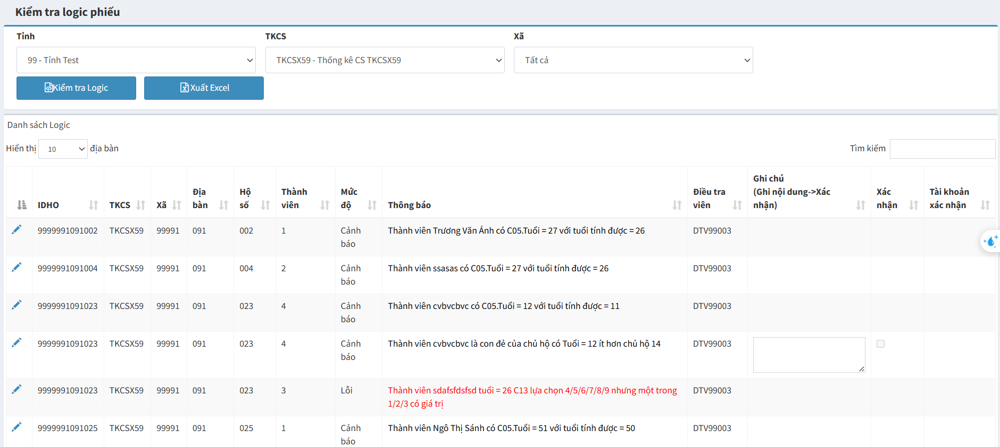 Kiểm tra logic phiếu
Tỉnh
TKCS
Xã
99 - Tỉnh Test
TKCSX59 - Thống kê CS TKCSX59
Tất cả
Kiểm tra Logic
Xuất Excel
Danh sách Logic
Hiển thị 10 địa bàn
Tìm kiếm
IDHO
TKCS
Xã
Địa
bàn
Hộ
số
Thành
viên
Mức
độ
Thông báo
Điều tra
viên
Ghi chú
(Ghi nội dung->Xác
nhận)
Xác
nhận
Tài khoản
xác nhận
9999991091002 TKCSX59 99991 091 002 1 Cảnh báo Thành viên Trương Văn Ánh có C05.Tuổi = 27 với tuổi tính được = 26 DTV99003
9999991091004 TKCSX59 99991 091 004 2 Cảnh báo Thành viên ssasas có C05.Tuổi = 27 với tuổi tính được = 26 DTV99003
9999991091023 TKCSX59 99991 091 023 4 Cảnh báo Thành viên cvbvcbvc có C05.Tuổi = 12 với tuổi tính được = 11 DTV99003
9999991091023 TKCSX59 99991 091 023 4 Cảnh báo Thành viên cvbvcbvc là con đẻ của chủ hộ có Tuổi = 12 ít hơn chủ hộ 14 DTV99003
9999991091023 TKCSX59 99991 091 023 3 Lỗi Thành viên sdafsfdsfsd tuổi = 26 C13 lựa chọn 4/5/6/7/8/9 nhưng một trong DTV99003
1/2/3 có giá trị
9999991091025 TKCSX59 99991 091 025 1 Cảnh báo Thành viên Ngô Thị Sánh có C05.Tuổi = 51 với tuổi tính được = 50 DTV99003